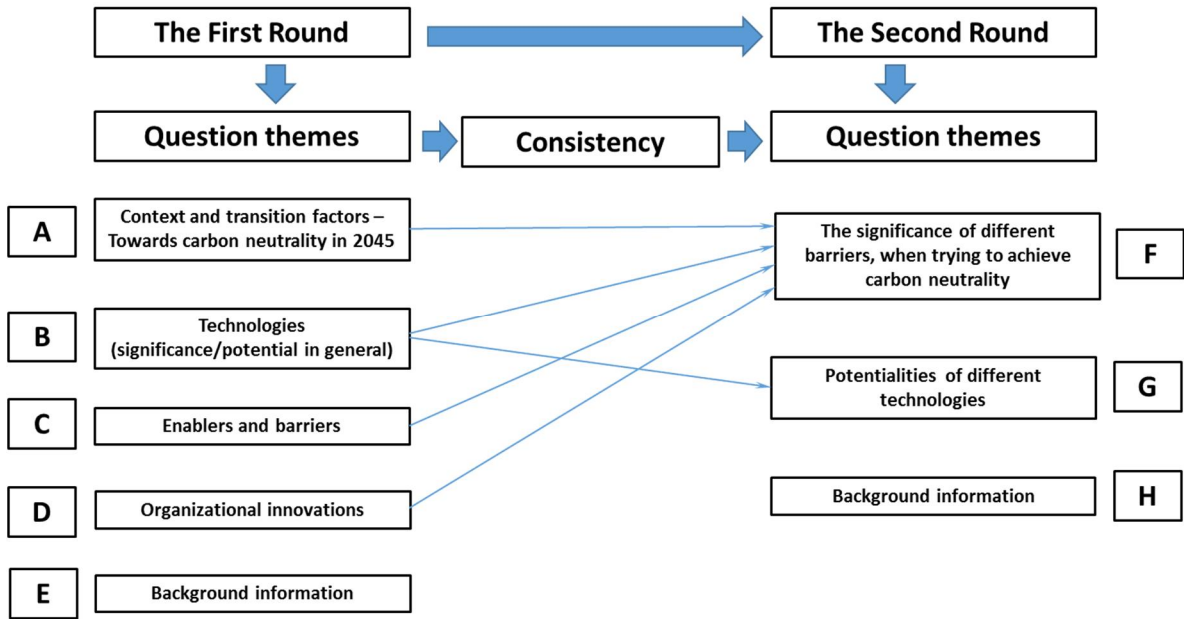 The First Round
The Second Round
Question themes
Consistency
Question themes
A
Context and transition factors –
Towards carbon neutrality in 2045
The significance of different
barriers, when trying to achieve
carbon neutrality
F
B
Technologies
(significance/potential in general)
Potentialities of different
technologies
G
C
Enablers and barriers
D
Organizational innovations
Background information
H
E
Background information